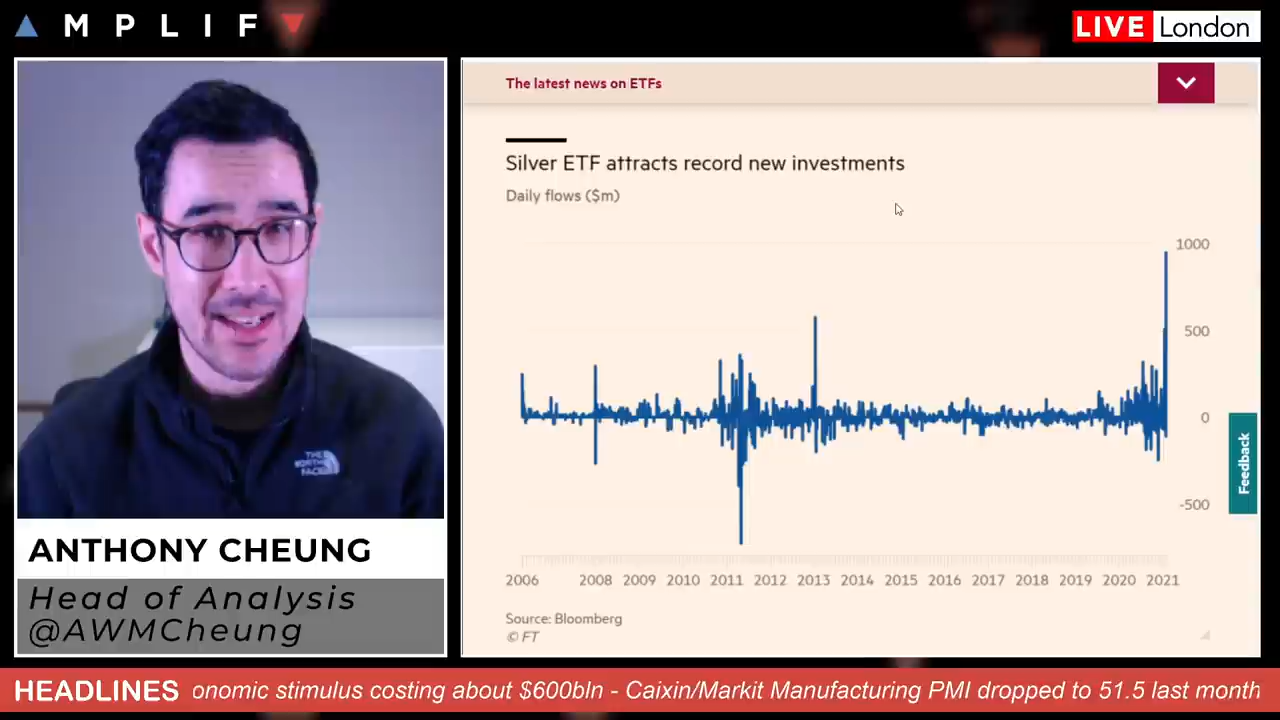 ▲ M P L I F ▼
LIVE London
The latest news on ETFs
Silver ETF attracts record new investments
Daily flows ($m)
1000
500
0
-500
2006 2008 2009 2010 2011 2012 2013 2014 2015 2016 2017 2018 2019 2020 2021
Source: Bloomberg
© FT
Feedback
THE
NORTH
FACE
ANTHONY CHEUNG
Head of Analysis
@AWMCheung
HEADLINES onomic stimulus costing about $600bln - Caixin/Markit Manufacturing PMI dropped to 51.5 last month